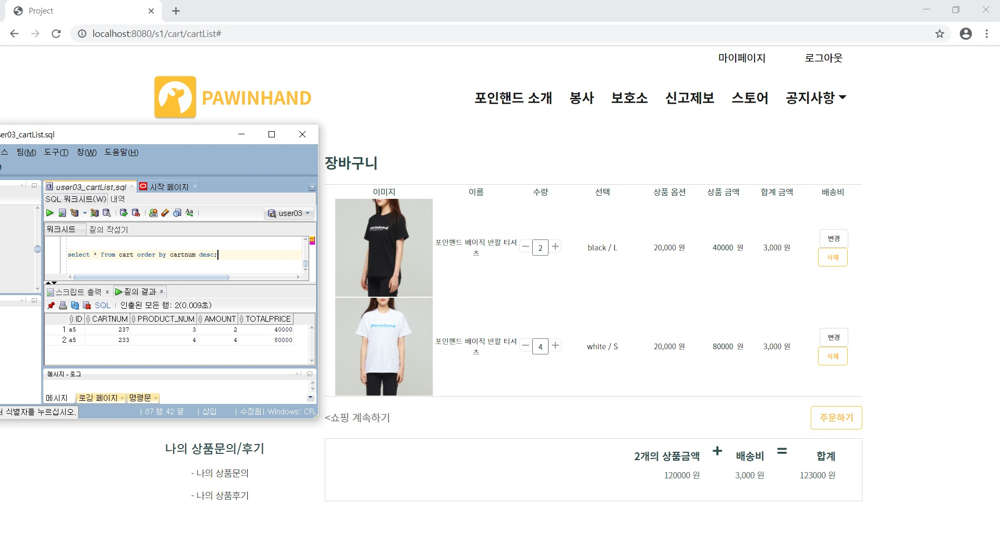 Project
localhost:8080/s1/cart/cartList#
마이페이지 로그아웃
PAWINHAND
포인핸드 소개 봉사 보호소 신고제보 스토어 공지사항
ser03_cartList.sql
스 팀(M) 도구(T) 창(W) 도움말(H)
user03_cartList.sql 시작 페이지
SQL 워크시트(W) 내역
user03
워크시트 질의 작성기
select * from cart order by cartnum desc;
스크립트 출력 x 질의 결과 x
SQL 인출된 모든 행: 2(0,009초)
ID CARTNUM PRODUCT_NUM AMOUNT TOTALPRICE
1 a5 237 3 2 40000
2 a5 233 4 4 80000
메시지 - 로그
메시지 로깅 페이지 명령문
식별자를 누르십시오.
87 행 42 열 삽입 수정됨 Windows: CR,
장바구니
이미지 이름 수량 선택 상품 옵션 상품 금액 합계 금액 배송비
pawinhand
포인핸드 베이직 반팔 티셔
츠
2 black / L 20,000 원 40000 원 3,000 원
변경
삭제
pawinhand
포인핸드 베이직 반팔 티셔
츠
4 white / S 20,000 원 80000 원 3,000 원
변경
삭제
<쇼핑 계속하기
주문하기
나의 상품문의/후기
- 나의 상품문의
- 나의 상품후기
2개의 상품금액 + 배송비 = 합계
120000 원 3,000 원 123000 원